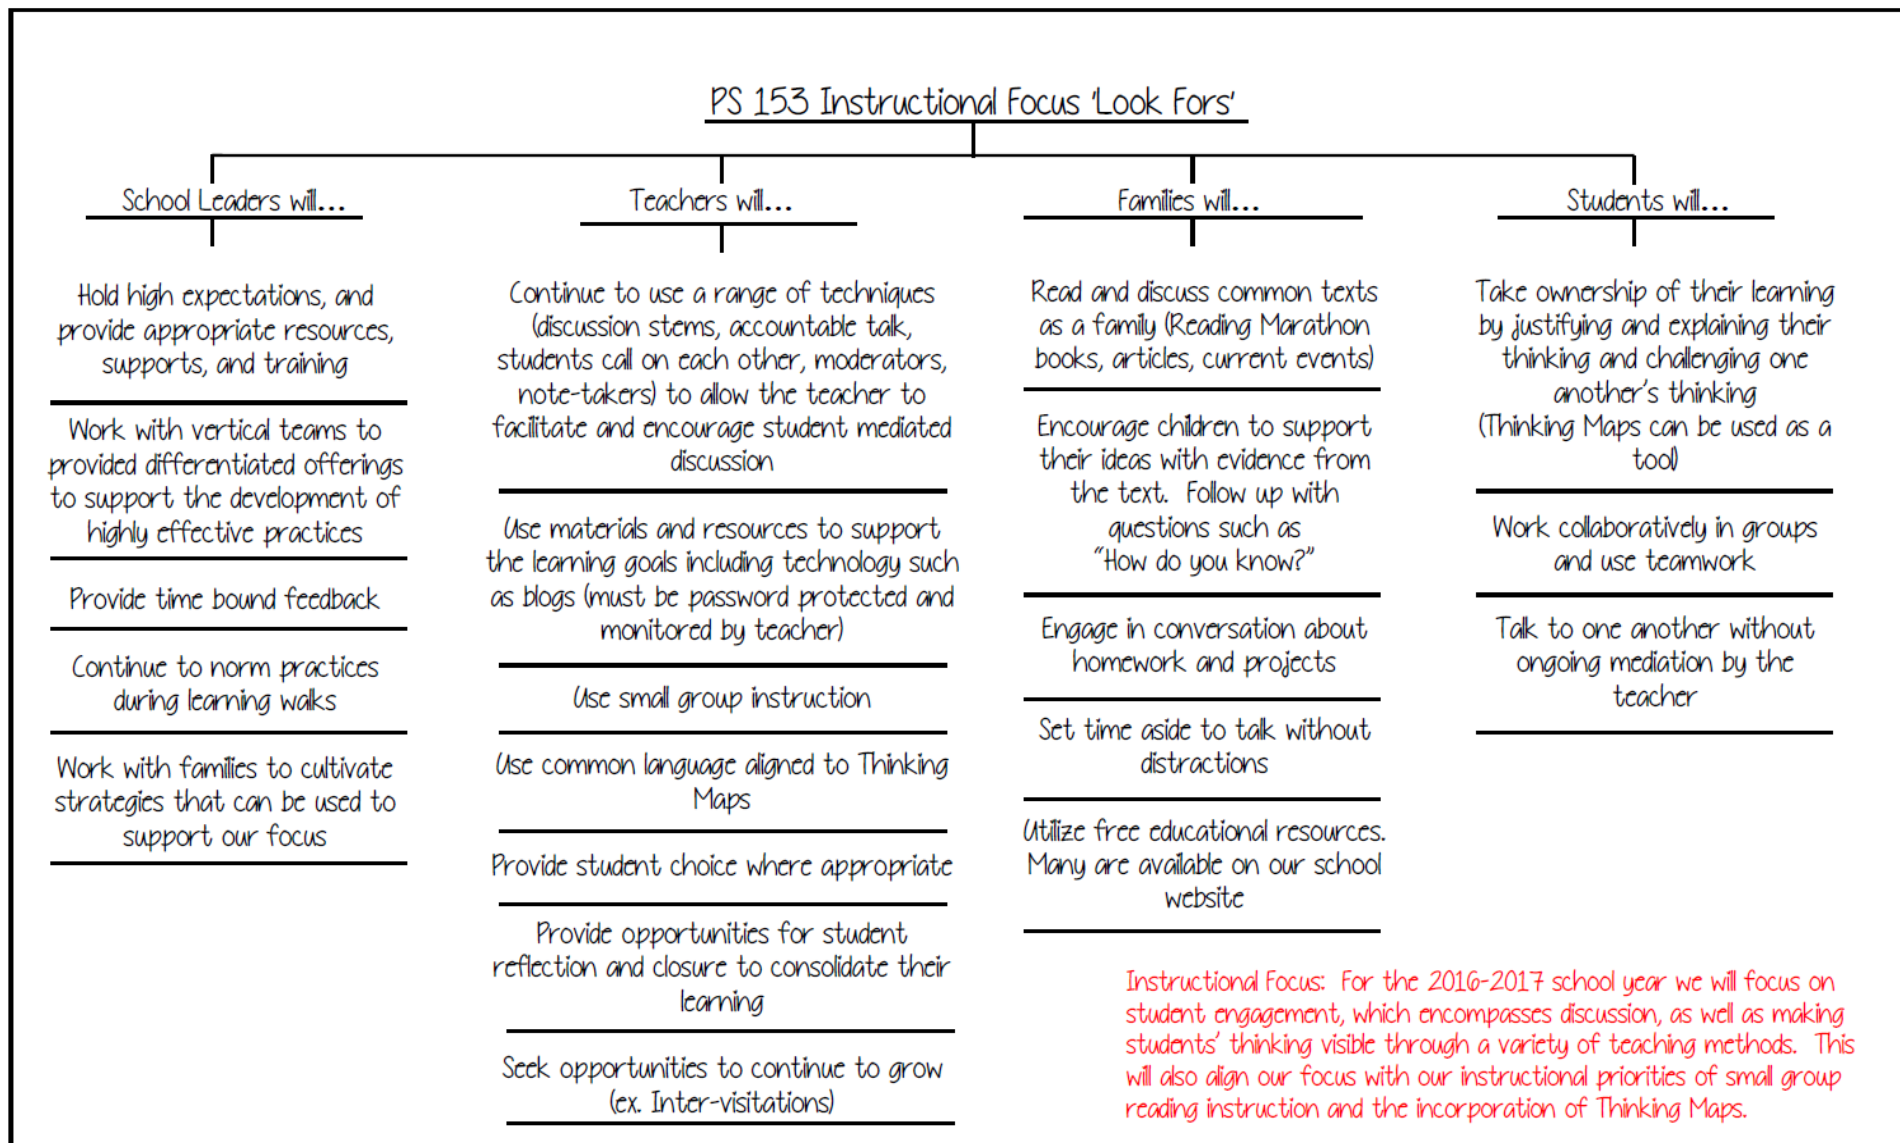 PS 153 Instructional Focus 'Look Fors'
School Leaders will...
Hold high expectations, and
provide appropriate resources,
supports, and training
Work with vertical teams to
provided differentiated offerings
to support the development of
highly effective practices
Provide time bound feedback
Continue to norm practices
during learning walks
Work with families to cultivate
strategies that can be used to
support our focus
Teachers will...
Continue to use a range of techniques
(discussion stems, accountable talk,
students call on each other, moderators,
note-takers) to allow the teacher to
facilitate and encourage student mediated
discussion
Use materials and resources to support
the learning goals including technology such
as blogs (must be password protected and
monitored by teacher)
Use small group instruction
Use common language aligned to Thinking
Maps
Provide student choice where appropriate
Provide opportunities for student
reflection and closure to consolidate their
learning
Seek opportunities to continue to grow
(ex. Inter-visitations)
Families will...
Read and discuss common texts
as a family (Reading Marathon
books, articles, current events)
Encourage children to support
their ideas with evidence from
the text.  Follow up with
questions such as
"How do you know?"
Engage in conversation about
homework and projects
Set time aside to talk without
distractions
Utilize free educational resources.
Many are available on our school
website
Students will...
Take ownership of their learning
by justifying and explaining their
thinking and challenging one
another's thinking
(Thinking Maps can be used as a
tool)
Work collaboratively in groups
and use teamwork
Talk to one another without
ongoing mediation by the
teacher
Instructional Focus:  For the 2016-2017 school year we will focus on
student engagement, which encompasses discussion, as well as making
students' thinking visible through a variety of teaching methods.  This
will also align our focus with our instructional priorities of small group
reading instruction and the incorporation of Thinking Maps.